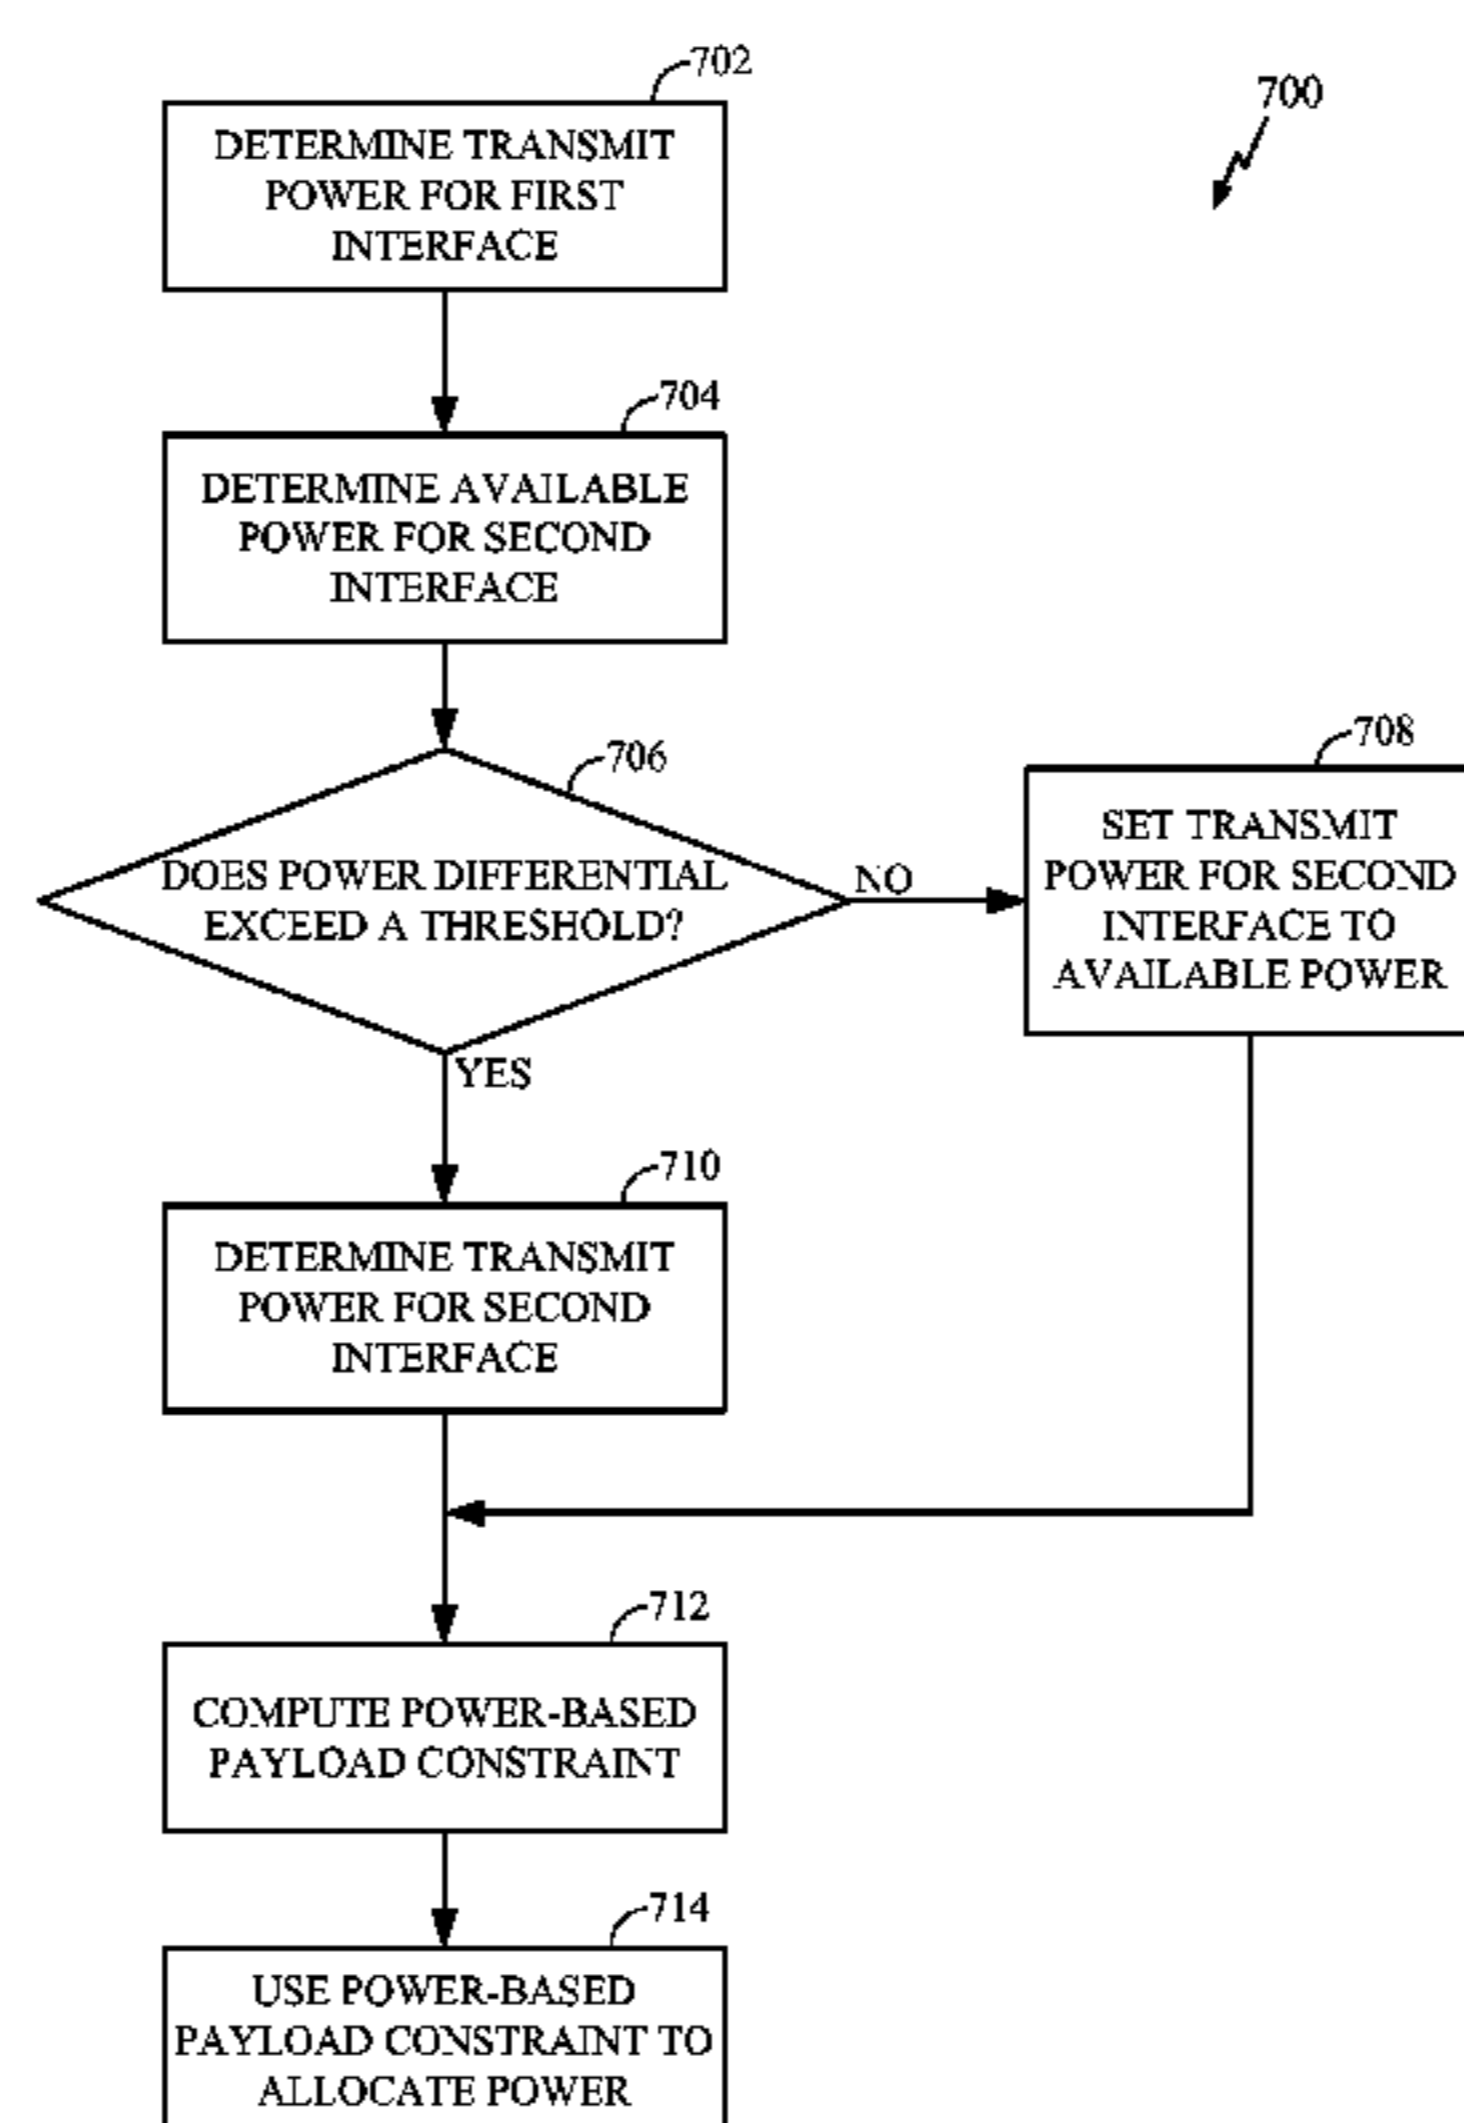 702
700
DETERMINE TRANSMIT
POWER FOR FIRST
INTERFACE
704
DETERMINE AVAILABLE
POWER FOR SECOND
INTERFACE
706
DOES POWER DIFFERENTIAL
EXCEED A THRESHOLD?
NO
708
SET TRANSMIT
POWER FOR SECOND
INTERFACE TO
AVAILABLE POWER
YES
710
DETERMINE TRANSMIT
POWER FOR SECOND
INTERFACE
712
COMPUTE POWER-BASED
PAYLOAD CONSTRAINT
714
USE POWER-BASED
PAYLOAD CONSTRAINT TO
ALLOCATE POWER